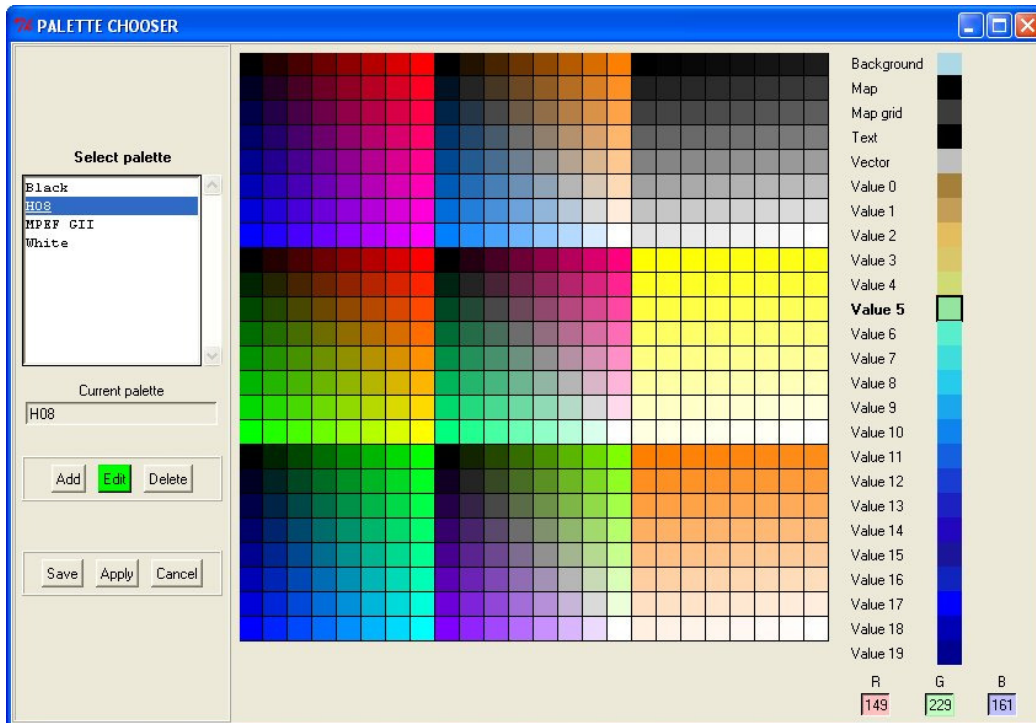 PALETTE CHOOSER
Select palette
Black
H08
MPEF GII
White
Current palette
H08
Add Edit Delete
Save Apply Cancel
Background
Map
Map grid
Text
Vector
Value 0
Value 1
Value 2
Value 3
Value 4
Value 5
Value 6
Value 7
Value 8
Value 9
Value 10
Value 11
Value 12
Value 13
Value 14
Value 15
Value 16
Value 17
Value 18
Value 19
R G B
149 229 161